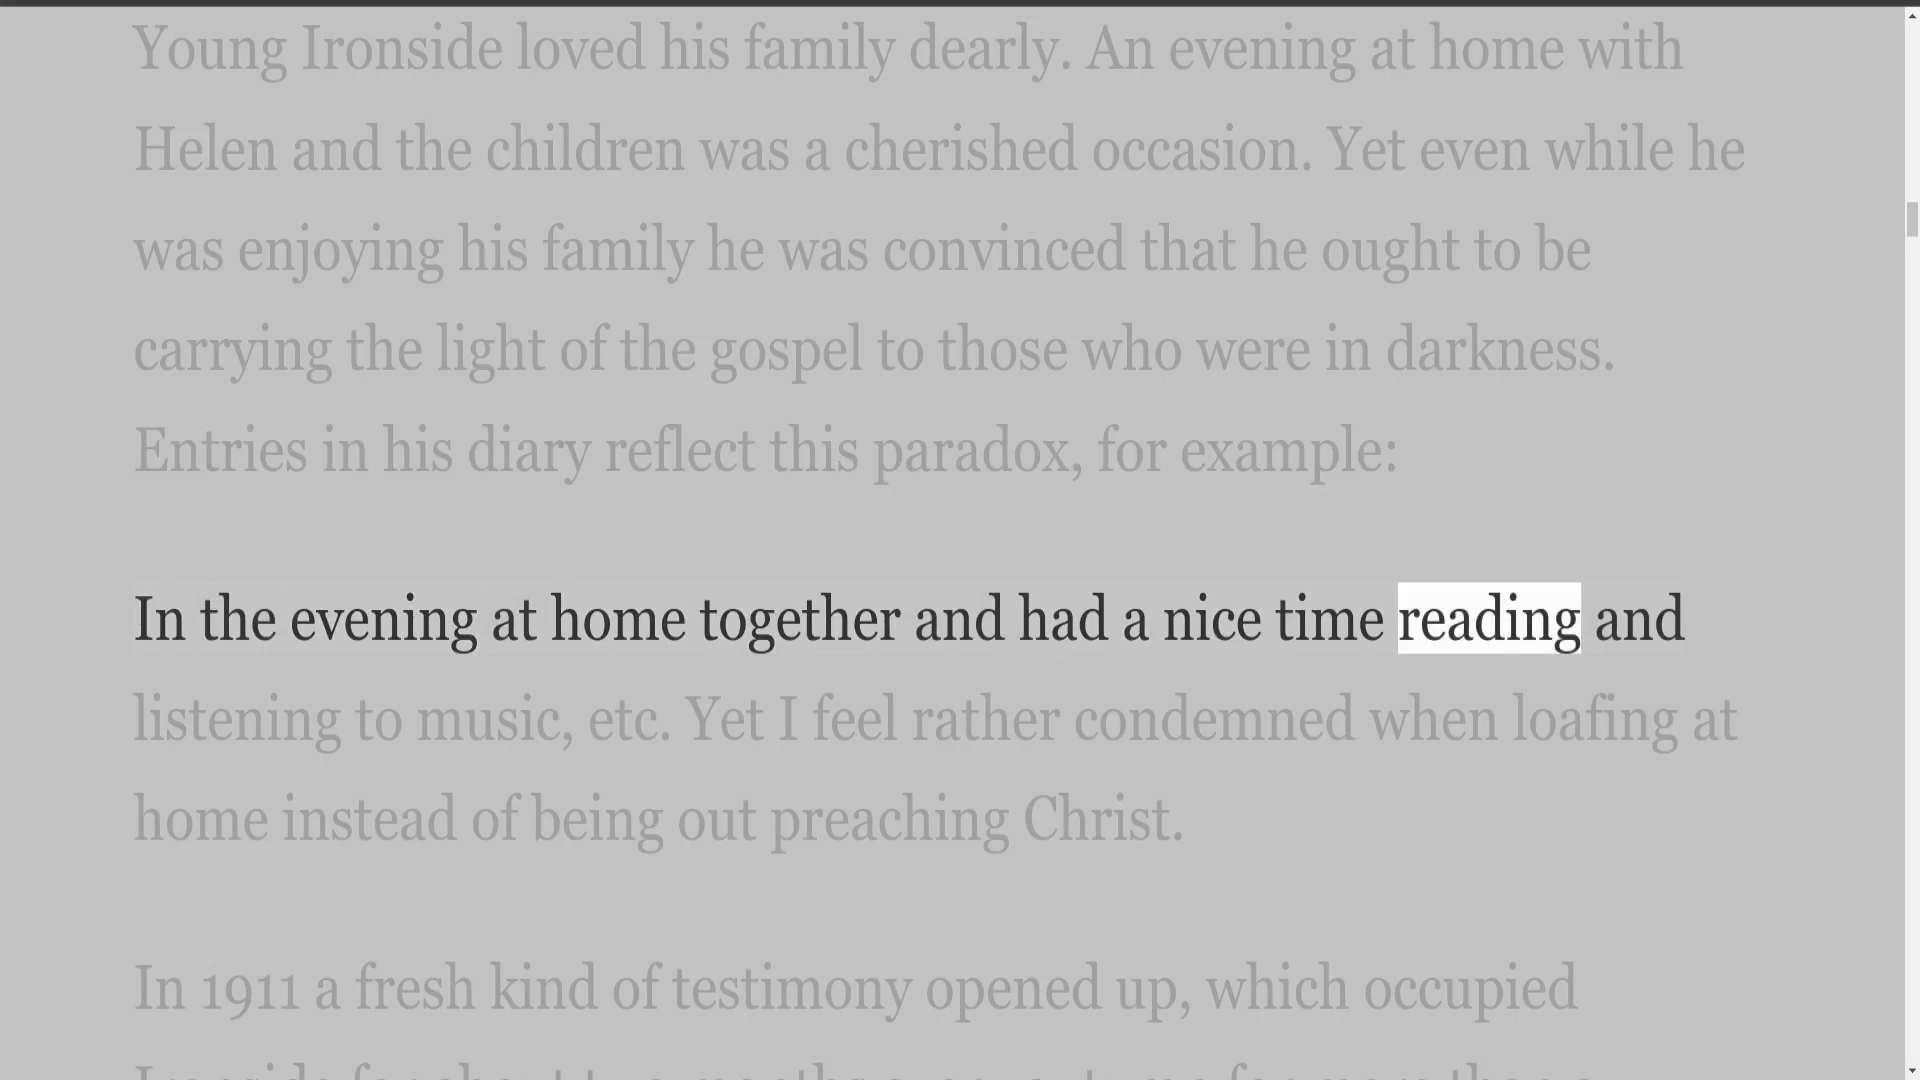 Young Ironside loved his family dearly. An evening at home with
Helen and the children was a cherished occasion. Yet even while he
was enjoying his family he was convinced that he ought to be
carrying the light of the gospel to those who were in darkness.
Entries in his diary reflect this paradox, for example:
In the evening at home together and had a nice time reading and
listening to music, etc. Yet I feel rather condemned when loafing at
home instead of being out preaching Christ.
In 1911 a fresh kind of testimony opened up, which occupied